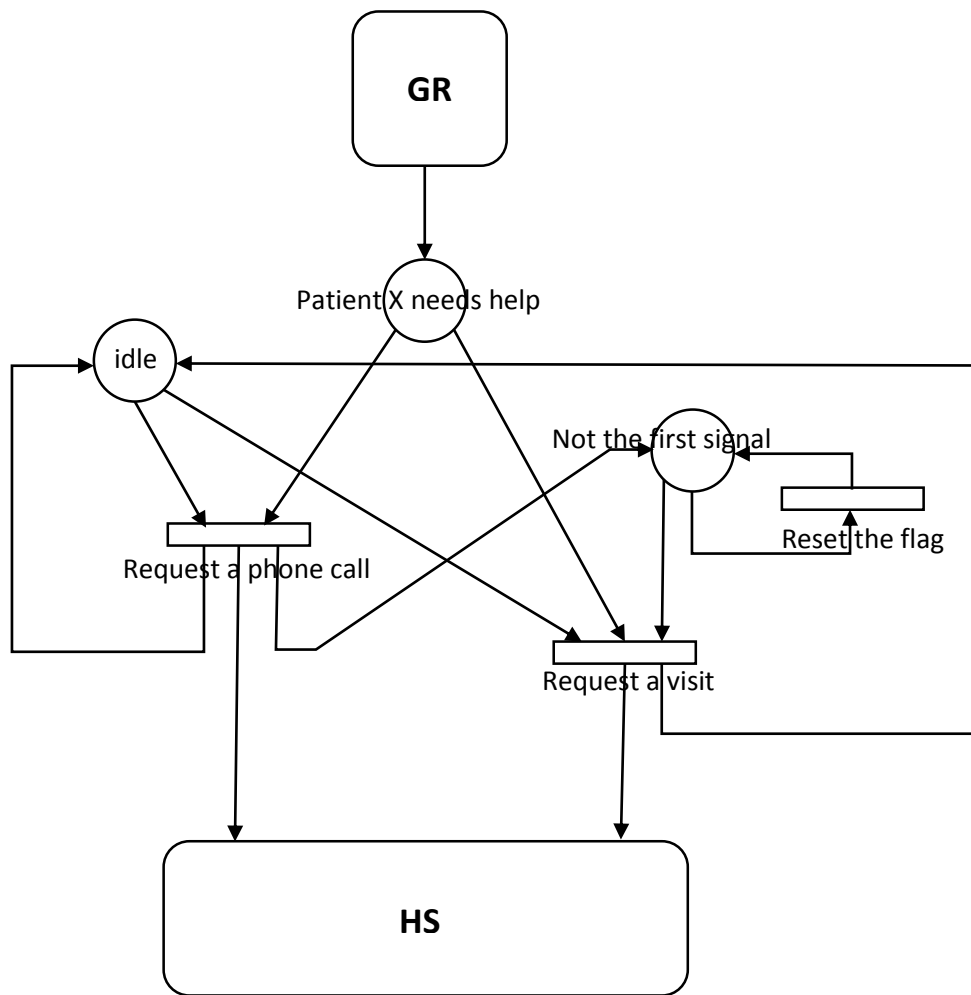 GR
Patient X needs help
idle
Not the first signal
Reset the flag
Request a phone call
Request a visit
HS